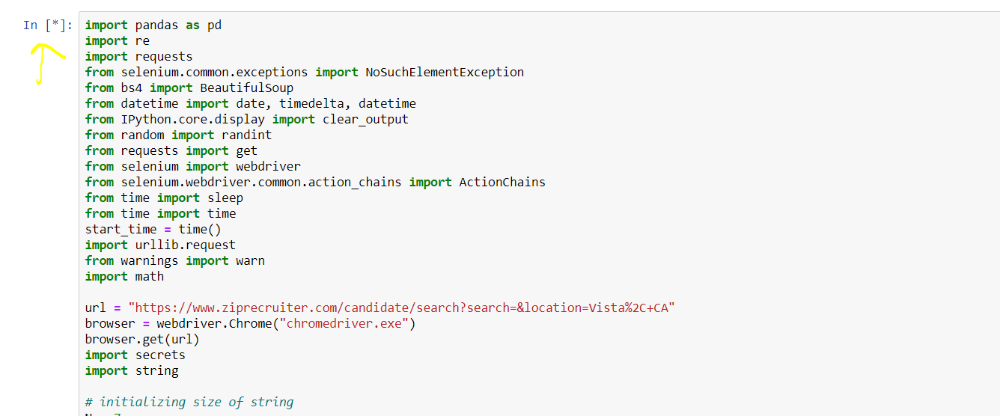 In [*]:
import pandas as pd
import re
import requests
from selenium.common.exceptions import NoSuchElementException
from bs4 import BeautifulSoup
from datetime import date, timedelta, datetime
from IPython.core.display import clear_output
from random import randint
from requests import get
from selenium import webdriver
from selenium.webdriver.common.action_chains import ActionChains
from time import sleep
from time import time
start_time = time()
import urllib.request
from warnings import warn
import math
url = "https://www.ziprecruiter.com/candidate/search?search=&location=Vista%2C+CA"
browser = webdriver.Chrome("chromedriver.exe")
browser.get(url)
import secrets
import string
# initializing size of string